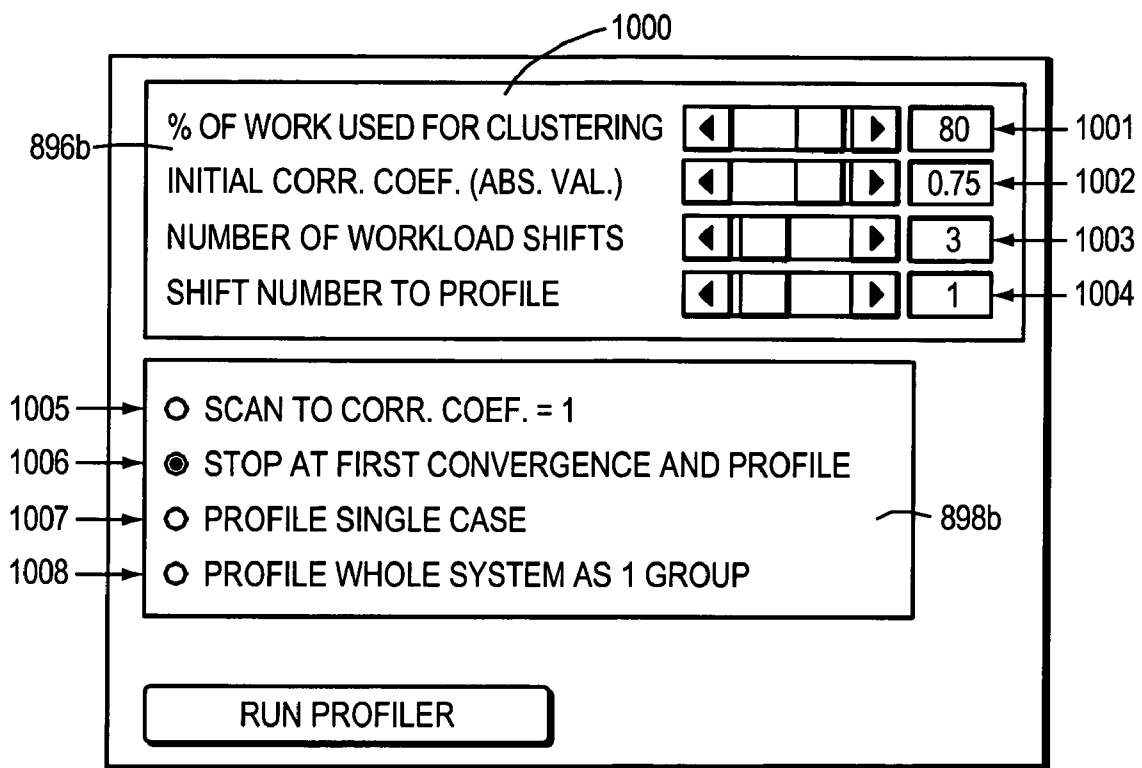 1000
896b
% OF WORK USED FOR CLUSTERING 80 1001
INITIAL CORR. COEF. (ABS. VAL.) 0.75 1002
NUMBER OF WORKLOAD SHIFTS 3 1003
SHIFT NUMBER TO PROFILE 1 1004
1005 SCAN TO CORR. COEF. = 1
1006 STOP AT FIRST CONVERGENCE AND PROFILE
1007 PROFILE SINGLE CASE 898b
1008 PROFILE WHOLE SYSTEM AS 1 GROUP
RUN PROFILER